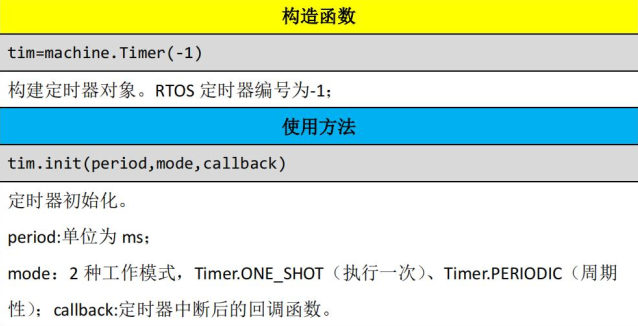 构造函数
tim=machine.Timer(-1)
构建定时器对象。RTOS 定时器编号为-1;
使用方法
tim.init(period,mode,callback)
定时器初始化。
period:单位为 ms;
mode：2 种工作模式，Timer.ONE_SHOT（执行一次）、Timer.PERIODIC（周期
性）；callback:定时器中断后的回调函数。